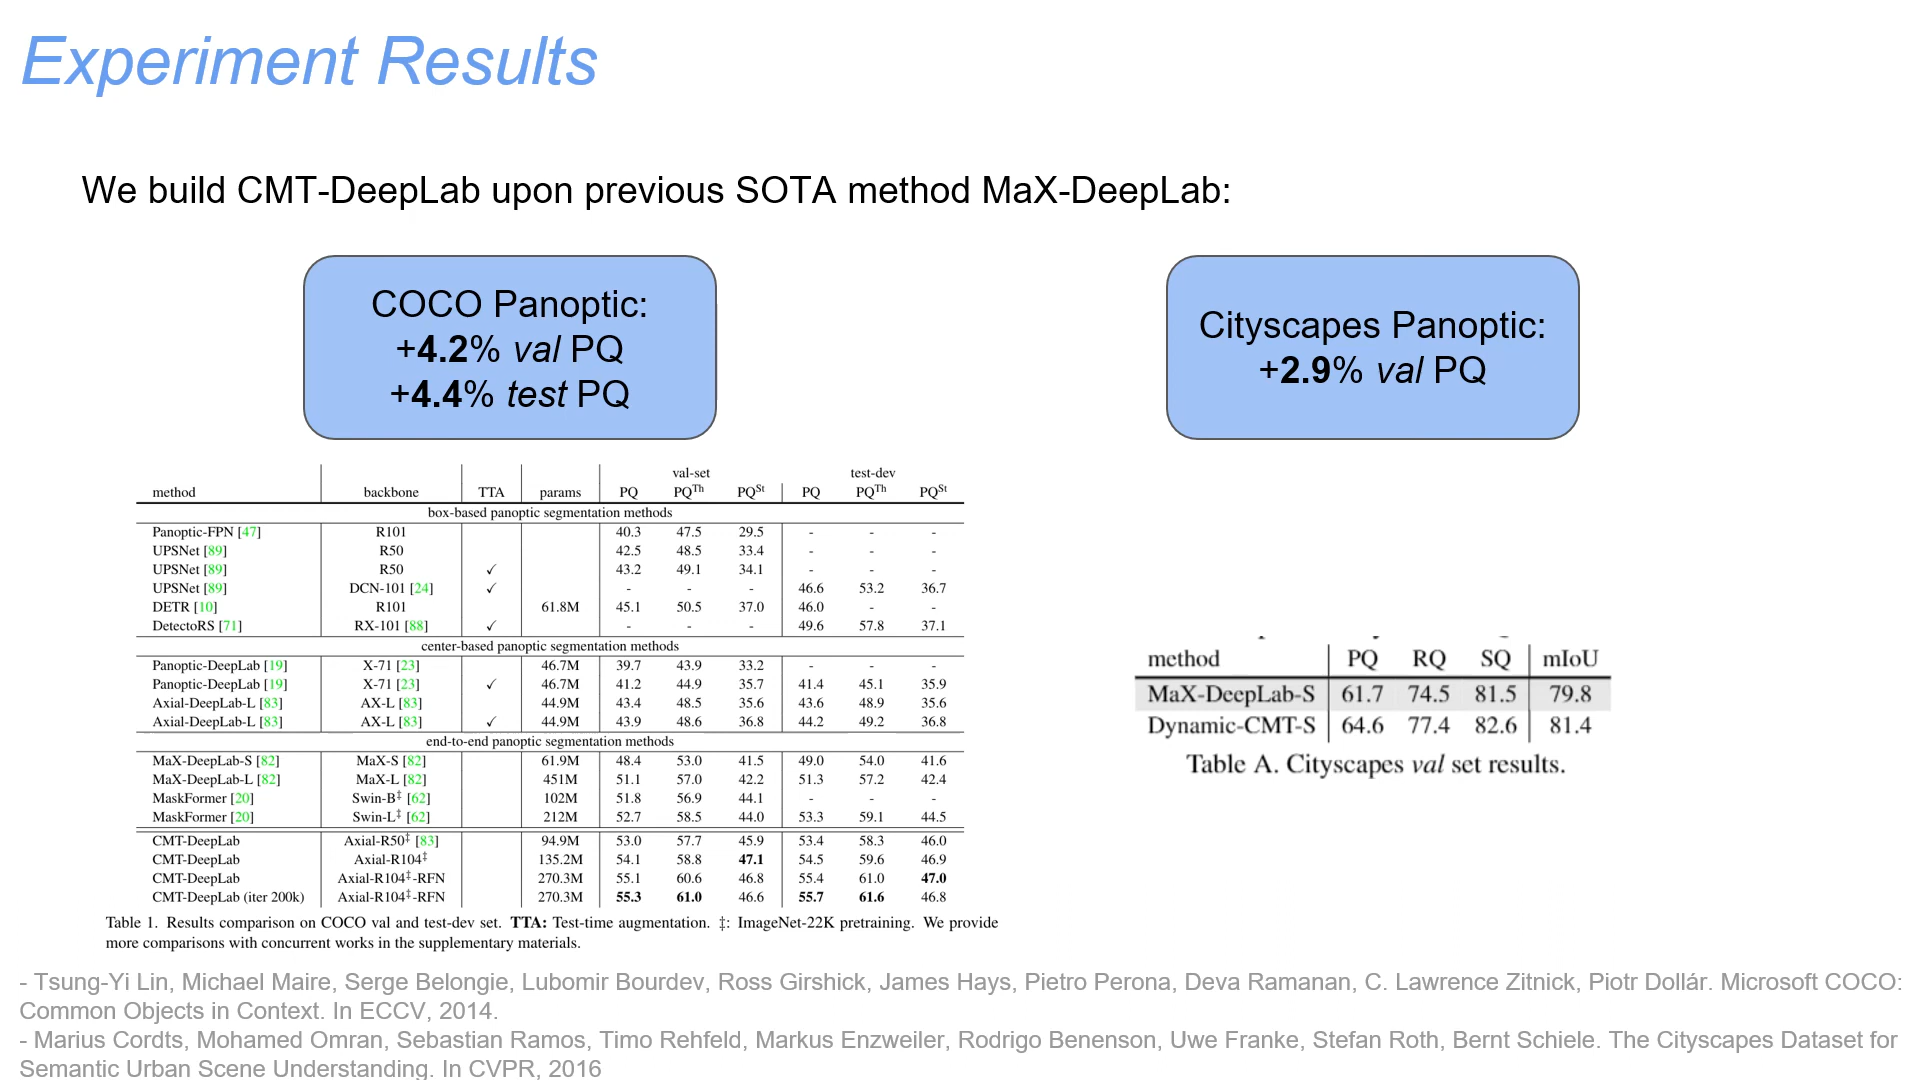 Experiment Results
We build CMT-DeepLab upon previous SOTA method MaX-DeepLab:
COCO Panoptic:
+4.2% val PQ
+4.4% test PQ
Cityscapes Panoptic:
+2.9% val PQ
val-set test-dev
method backbone TTA params PQ PQTh PQSt PQ PQTh PQSt
box-based panoptic segmentation methods
Panoptic-FPN [47] R101 40.3 47.5 29.5 - - -
UPSNet [89] R50 42.5 48.5 33.4 - - -
UPSNet [89] R50 ✓ 43.2 49.1 34.1 - - -
UPSNet [89] DCN-101 [24] ✓ - - - 46.6 53.2 36.7
DETR [10] R101 61.8M 45.1 50.5 37.0 46.0 - -
DetectoRS [71] RX-101 [88] ✓ - - - 49.6 57.8 37.1
center-based panoptic segmentation methods
Panoptic-DeepLab [19] X-71 [23] 46.7M 39.7 43.9 33.2 - - -
Panoptic-DeepLab [19] X-71 [23] ✓ 46.7M 41.2 44.9 35.7 41.4 45.1 35.9
Axial-DeepLab-L [83] AX-L [83] 44.9M 43.4 48.5 35.6 43.6 48.9 35.6
Axial-DeepLab-L [83] AX-L [83] ✓ 44.9M 43.9 48.6 36.8 44.2 49.2 36.8
end-to-end panoptic segmentation methods
MaX-DeepLab-S [82] MaX-S [82] 61.9M 48.4 53.0 41.5 49.0 54.0 41.6
MaX-DeepLab-L [82] MaX-L [82] 451M 51.1 57.0 42.2 51.3 57.2 42.4
MaskFormer [20] Swin-B‡ [62] 102M 51.8 56.9 44.1 - - -
MaskFormer [20] Swin-L‡ [62] 212M 52.7 58.5 44.0 53.3 59.1 44.5
CMT-DeepLab Axial-R50‡ [83] 94.9M 53.0 57.7 45.9 53.4 58.3 46.0
CMT-DeepLab Axial-R104‡ 135.2M 54.1 58.8 47.1 54.5 59.6 46.9
CMT-DeepLab Axial-R104‡-RFN 270.3M 55.1 60.6 46.8 55.4 61.0 47.0
CMT-DeepLab (iter 200k) Axial-R104‡-RFN 270.3M 55.3 61.0 46.6 55.7 61.6 46.8
Table 1. Results comparison on COCO val and test-dev set. TTA: Test-time augmentation. ‡: ImageNet-22K pretraining. We provide
more comparisons with concurrent works in the supplementary materials.
method PQ RQ SQ mIoU
MaX-DeepLab-S 61.7 74.5 81.5 79.8
Dynamic-CMT-S 64.6 77.4 82.6 81.4
Table A. Cityscapes val set results.
- Tsung-Yi Lin, Michael Maire, Serge Belongie, Lubomir Bourdev, Ross Girshick, James Hays, Pietro Perona, Deva Ramanan, C. Lawrence Zitnick, Piotr Dollár. Microsoft COCO:
Common Objects in Context. In ECCV, 2014.
- Marius Cordts, Mohamed Omran, Sebastian Ramos, Timo Rehfeld, Markus Enzweiler, Rodrigo Benenson, Uwe Franke, Stefan Roth, Bernt Schiele. The Cityscapes Dataset for
Semantic Urban Scene Understanding. In CVPR, 2016